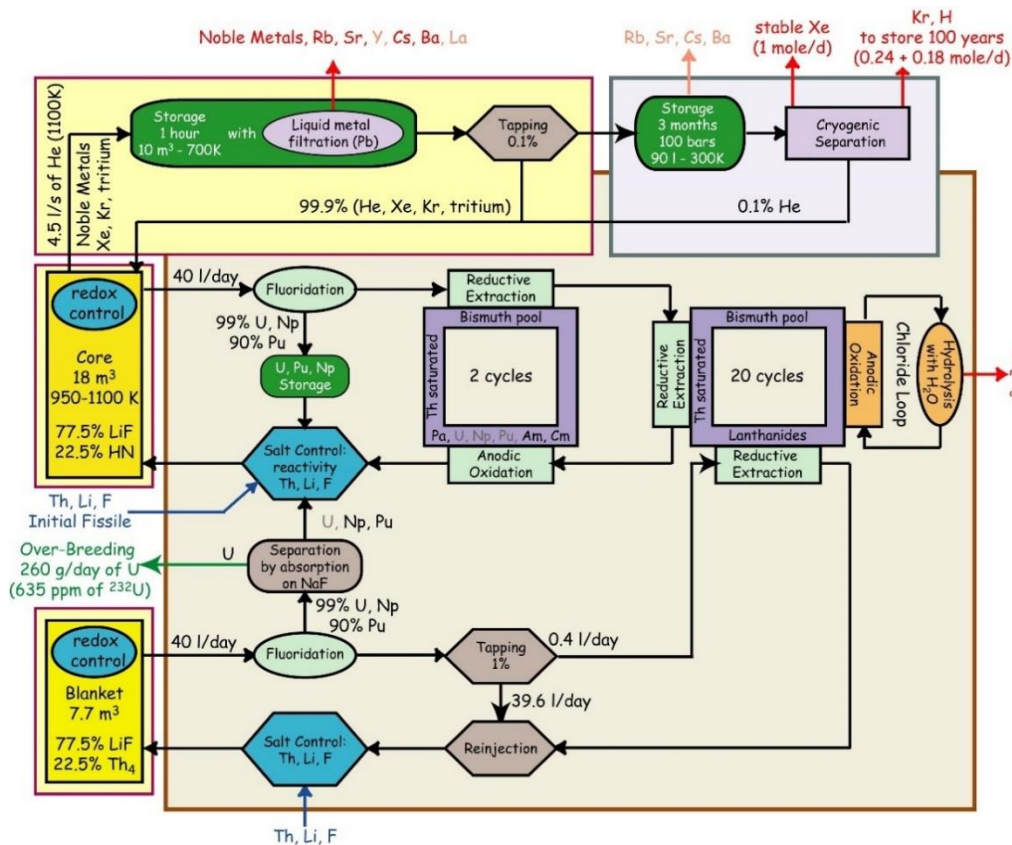 Noble Metals, Rb, Sr, Y, Cs, Ba, La
Rb, Sr, Cs, Ba
stable Xe
(1 mole/d)
Kr, H
to store 100 years
(0.24 + 0.18 mole/d)
4.5 l/s of He (1100K)
Noble Metals
Xe, Kr, tritium
Storage
1 hour
10 m³ - 700K
with
Liquid metal
filtration (Pb)
Tapping
0.1%
Storage
3 months
100 bars
90 l - 300K
Cryogenic
Separation
99.9% (He, Xe, Kr, tritium)
0.1% He
redox
control
Core
18 m³
950-1100 K
77.5% LiF
22.5% HN
40 l/day
Fluoridation
99% U, Np
90% Pu
U, Pu, Np
Storage
Salt Control:
reactivity
Th, Li, F
Th, Li, F
Initial Fissile
Reductive
Extraction
Bismuth pool
Th saturated
2 cycles
Pa, U, Np, Pu, Am, Cm
Anodic
Oxidation
Reductive
Extraction
Bismuth pool
Th saturated
20 cycles
Lanthanides
Reductive
Extraction
Anodic
Oxidation
Chloride Loop
Hydrolysis
with H₂O
U, Np, Pu
Over-Breeding
260 g/day of U
(635 ppm of ²³²U)
U
Separation
by absorption
on NaF
99% U, Np
90% Pu
redox
control
Blanket
7.7 m³
77.5% LiF
22.5% Th₄
40 l/day
Fluoridation
Tapping
1%
0.4 l/day
39.6 l/day
Reinjection
Salt Control:
Th, Li, F
Th, Li, F